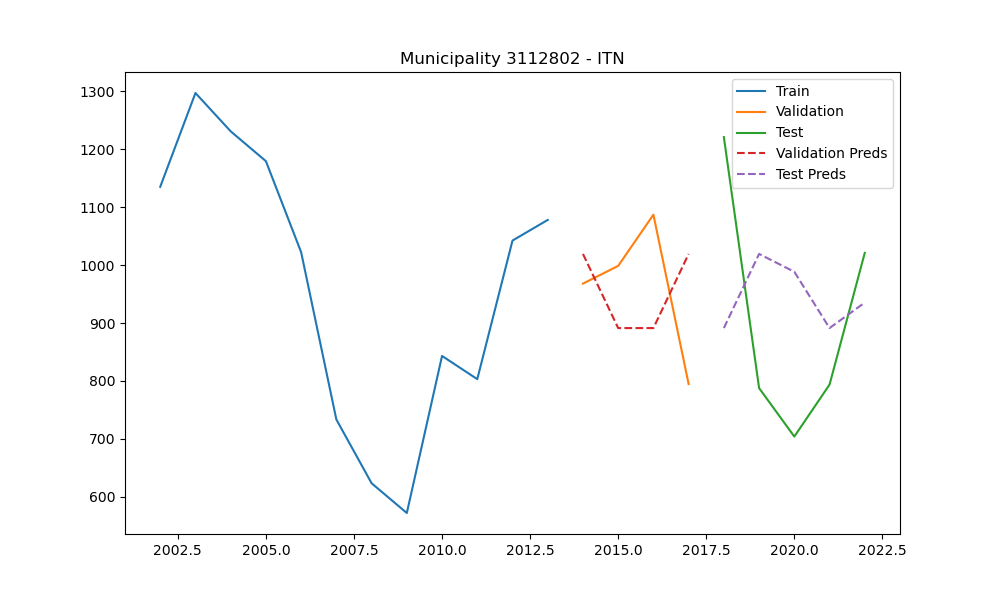 Municipality 3112802 - ITN
1300
1200
1100
1000
900
800
700
600
2002.5
2005.0
2007.5
2010.0
2012.5
2015.0
2017.5
2020.0
2022.5
Train
Validation
Test
Validation Preds
Test Preds